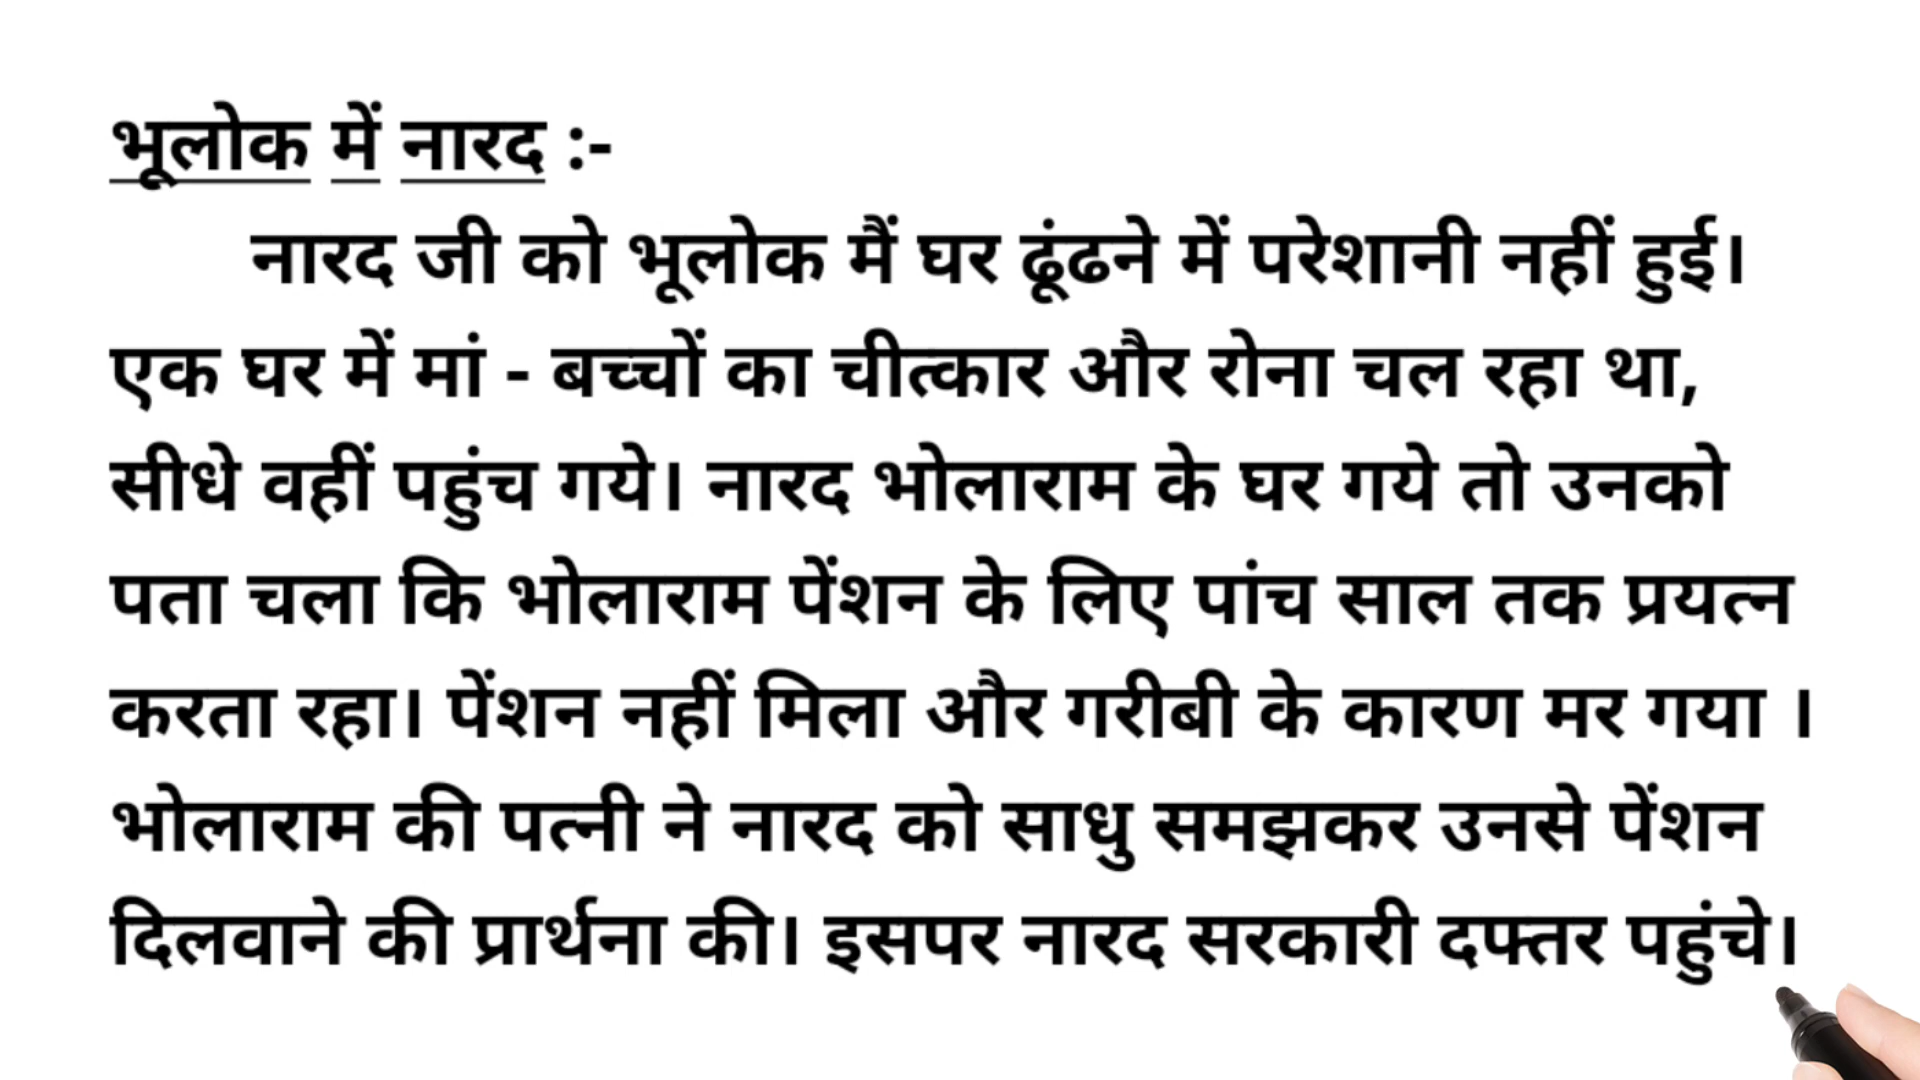 भूलोक में नारद :-
नारद जी को भूलोक मैं घर ढूंढने में परेशानी नहीं हुई।
एक घर में मां - बच्चों का चीत्कार और रोना चल रहा था,
सीधे वहीं पहुंच गये। नारद भोलाराम के घर गये तो उनको
पता चला कि भोलाराम पेंशन के लिए पांच साल तक प्रयत्न
करता रहा। पेंशन नहीं मिला और गरीबी के कारण मर गया ।
भोलाराम की पत्नी ने नारद को साधु समझकर उनसे पेंशन
दिलवाने की प्रार्थना की। इसपर नारद सरकारी दफ्तर पहुंचे।